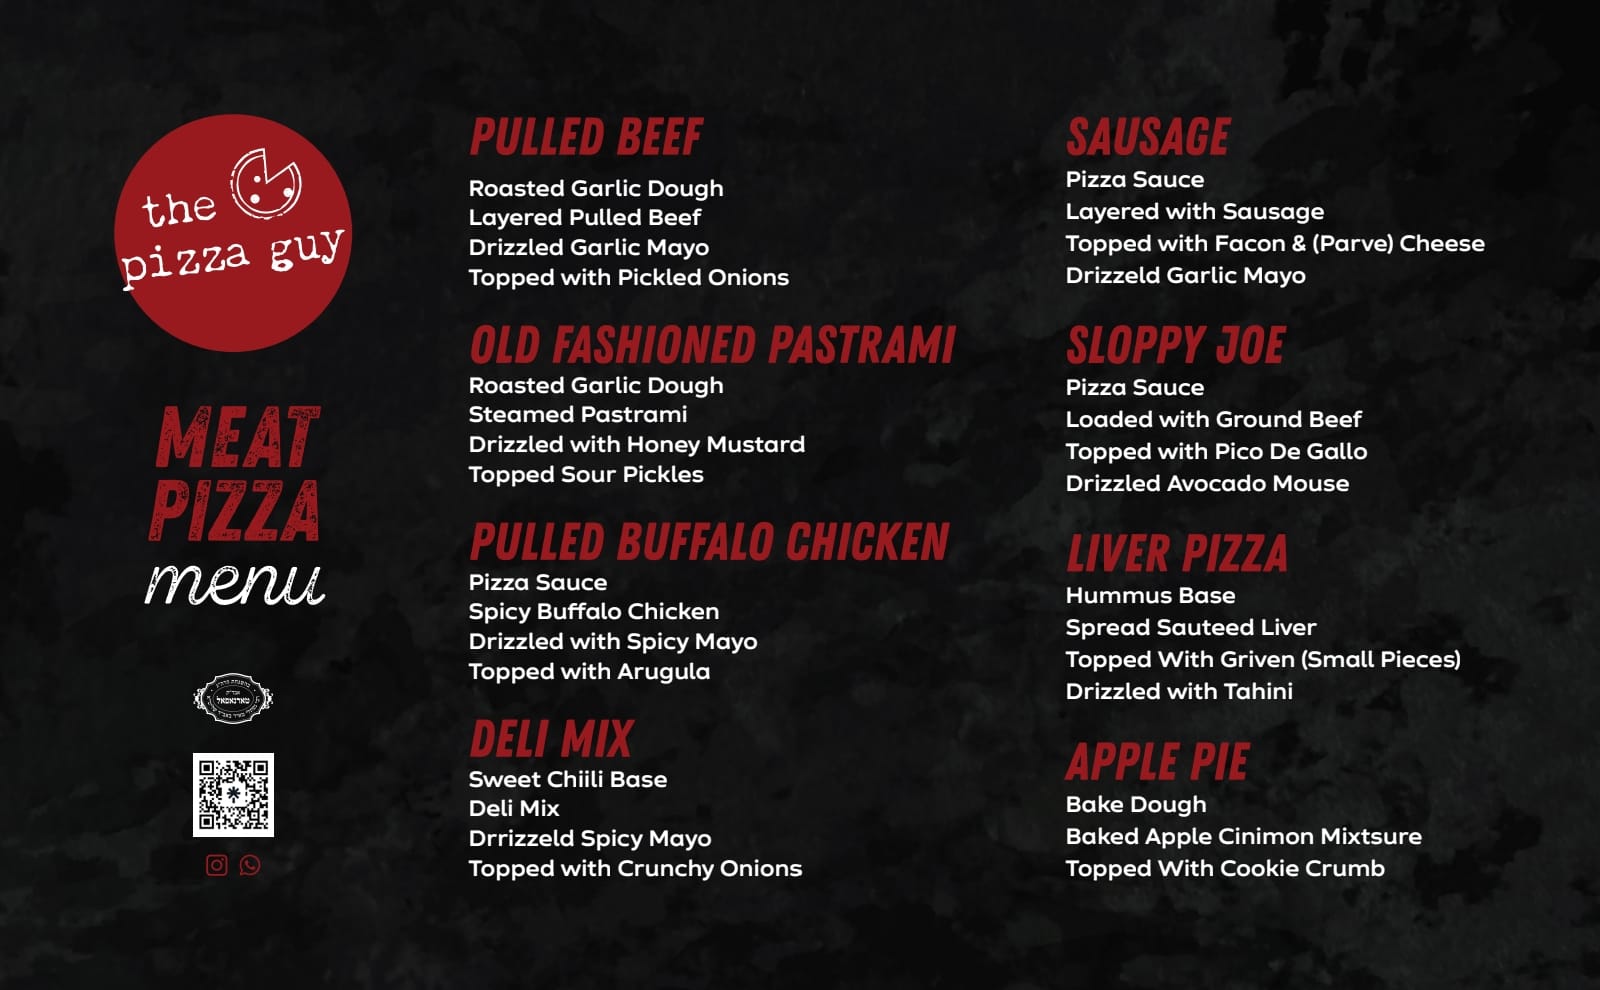 the
pizza guy
MEAT
PIZZA
menu
מארגאסאל
PULLED BEEF
Roasted Garlic Dough
Layered Pulled Beef
Drizzled Garlic Mayo
Topped with Pickled Onions
OLD FASHIONED PASTRAMI
Roasted Garlic Dough
Steamed Pastrami
Drizzled with Honey Mustard
Topped Sour Pickles
PULLED BUFFALO CHICKEN
Pizza Sauce
Spicy Buffalo Chicken
Drizzled with Spicy Mayo
Topped with Arugula
DELI MIX
Sweet Chiili Base
Deli Mix
Drrizzeld Spicy Mayo
Topped with Crunchy Onions
SAUSAGE
Pizza Sauce
Layered with Sausage
Topped with Facon & (Parve) Cheese
Drizzeld Garlic Mayo
SLOPPY JOE
Pizza Sauce
Loaded with Ground Beef
Topped with Pico De Gallo
Drizzled Avocado Mouse
LIVER PIZZA
Hummus Base
Spread Sauteed Liver
Topped With Griven (Small Pieces)
Drizzled with Tahini
APPLE PIE
Bake Dough
Baked Apple Cinimon Mixtsure
Topped With Cookie Crumb